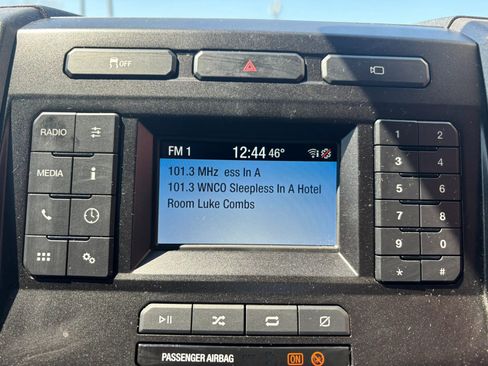 OFF
RADIO
MEDIA
i
FM 1 12:44 46°
101.3 MHz ess In A
101.3 WNCO Sleepless In A Hotel
Room Luke Combs
1 2
3 4
5 6
7 8
9 0
* #
PASSENGER AIRBAG ON